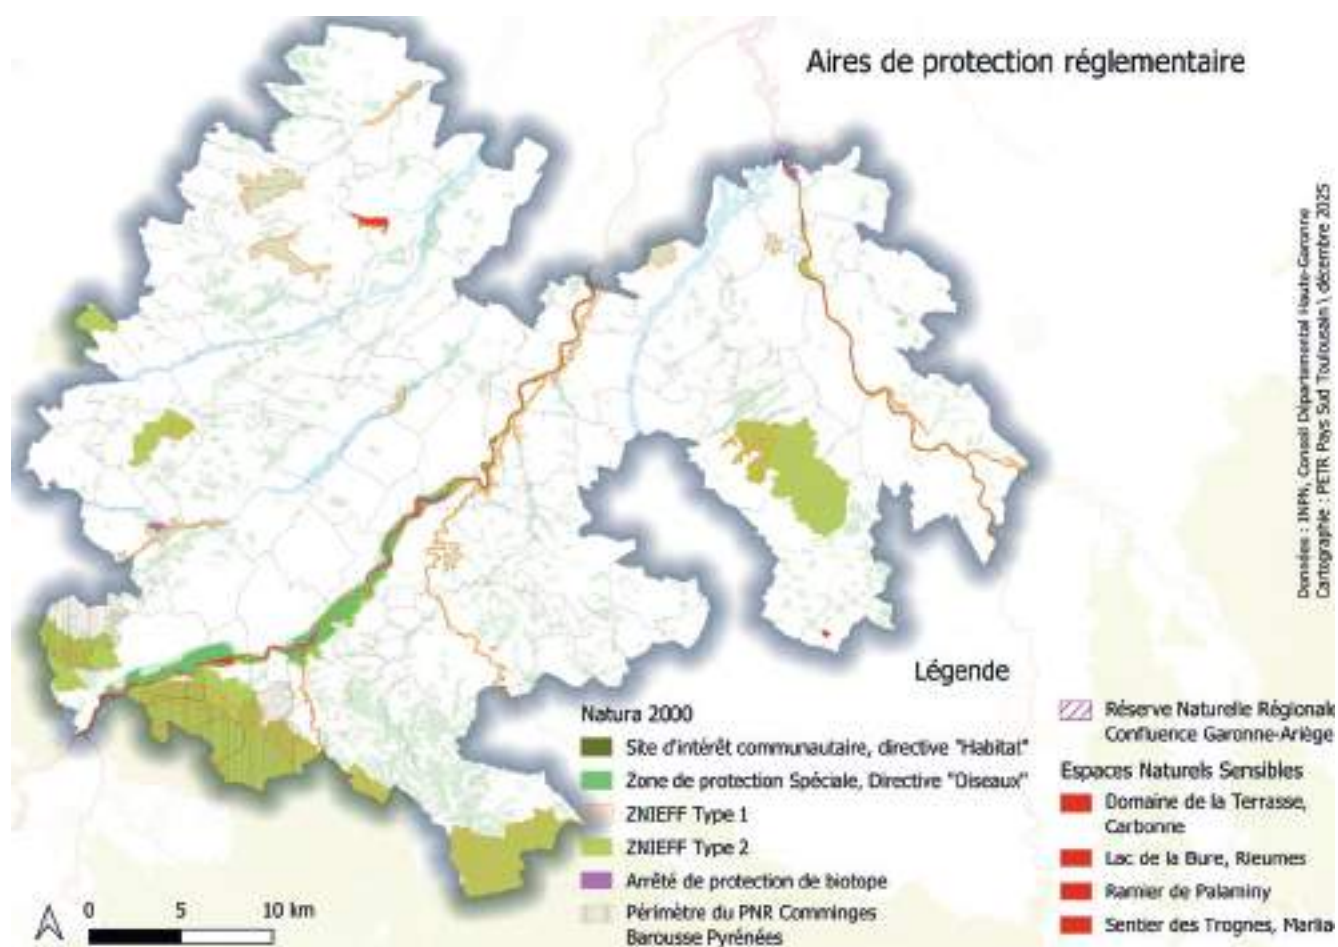 Aires de protection réglementaire
Données : INPN, Conseil Départemental Haute-Garonne
Cartographie : PETR Pays Sud Toulousain \ décembre 2025
Légende
Natura 2000
Site d'intérêt communautaire, directive "Habitat"
Zone de protection Spéciale, Directive "Oiseaux"
ZNIEFF Type 1
ZNIEFF Type 2
Arrêté de protection de biotope
Périmètre du PNR Comminges
Barousse Pyrénées
Réserve Naturelle Régionale
Confluence Garonne-Ariège
Espaces Naturels Sensibles
Domaine de la Terrasse,
Carbonne
Lac de la Bure, Rieumes
Ramier de Palaminy
Sentier des Trognes, Marlia
0 5 10 km